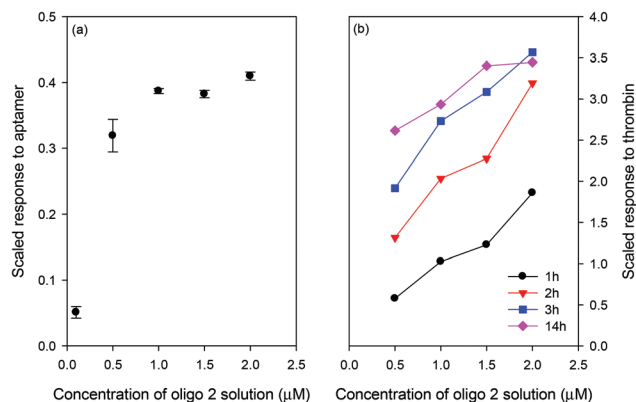 (a)
Scaled response to aptamer
0.5
0.4
0.3
0.2
0.1
0.0
0.0 0.5 1.0 1.5 2.0 2.5
Concentration of oligo 2 solution (μM)
(b)
Scaled response to thrombin
4.0
3.5
3.0
2.5
2.0
1.5
1.0
0.5
0.0
1h
2h
3h
14h
0.0 0.5 1.0 1.5 2.0 2.5
Concentration of oligo 2 solution (μM)